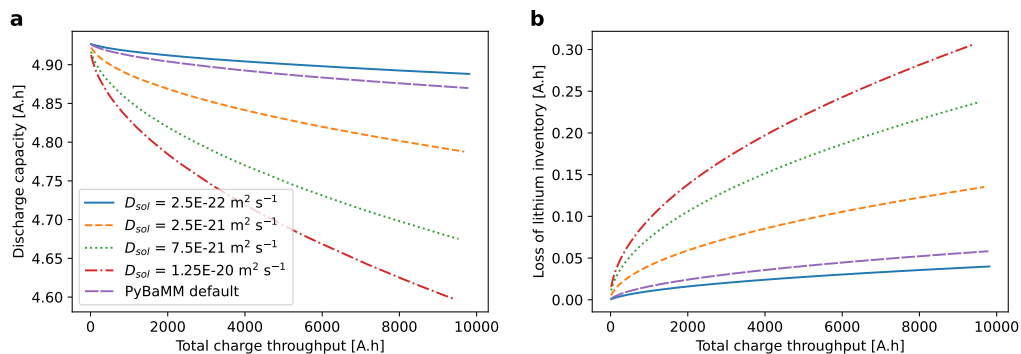 a
Discharge capacity [A.h]
4.90
4.85
4.80
4.75
4.70
4.65
4.60
D_sol = 2.5E-22 m² s⁻¹
D_sol = 2.5E-21 m² s⁻¹
D_sol = 7.5E-21 m² s⁻¹
D_sol = 1.25E-20 m² s⁻¹
PyBaMM default
0 2000 4000 6000 8000 10000
Total charge throughput [A.h]
b
Loss of lithium inventory [A.h]
0.30
0.25
0.20
0.15
0.10
0.05
0.00
0 2000 4000 6000 8000 10000
Total charge throughput [A.h]